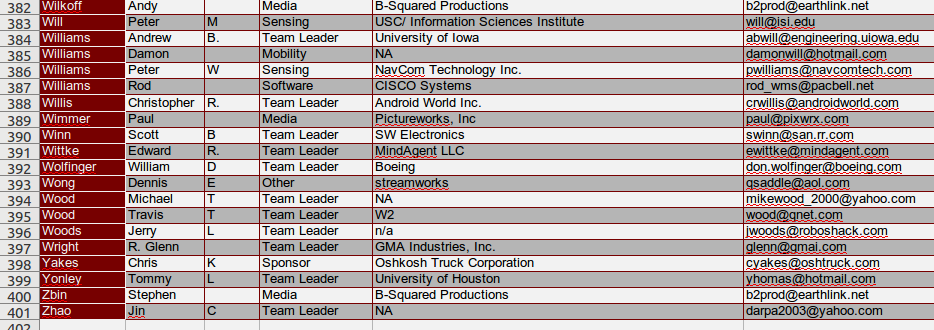 382 Wilkoff Andy Media B-Squared Productions b2prod@earthlink.net
383 Will Peter M Sensing USC/ Information Sciences Institute will@isi.edu
384 Williams Andrew B. Team Leader University of Iowa abwill@engineering.uiowa.edu
385 Williams Damon Mobility NA damonwill@hotmail.com
386 Williams Peter W Sensing NavCom Technology Inc. pwilliams@navcomtech.com
387 Williams Rod Software CISCO Systems rod_wms@pacbell.net
388 Willis Christopher R. Team Leader Android World Inc. crwillis@androidworld.com
389 Wimmer Paul Media Pictureworks, Inc paul@pixwrx.com
390 Winn Scott B Team Leader SW Electronics swinn@san.rr.com
391 Wittke Edward R. Team Leader MindAgent LLC ewittke@mindagent.com
392 Wolfinger William D Team Leader Boeing don.wolfinger@boeing.com
393 Wong Dennis E Other streamworks qsaddle@aol.com
394 Wood Michael T Team Leader NA mikewood_2000@yahoo.com
395 Wood Travis T Team Leader W2 wood@qnet.com
396 Woods Jerry L Team Leader n/a jwoods@roboshack.com
397 Wright R. Glenn Team Leader GMA Industries, Inc. glenn@gmai.com
398 Yakes Chris K Sponsor Oshkosh Truck Corporation cyakes@oshtruck.com
399 Yonley Tommy L Team Leader University of Houston yhomas@hotmail.com
400 Zbin Stephen Media B-Squared Productions b2prod@earthlink.net
401 Zhao Jin C Team Leader NA darpa2003@yahoo.com
402